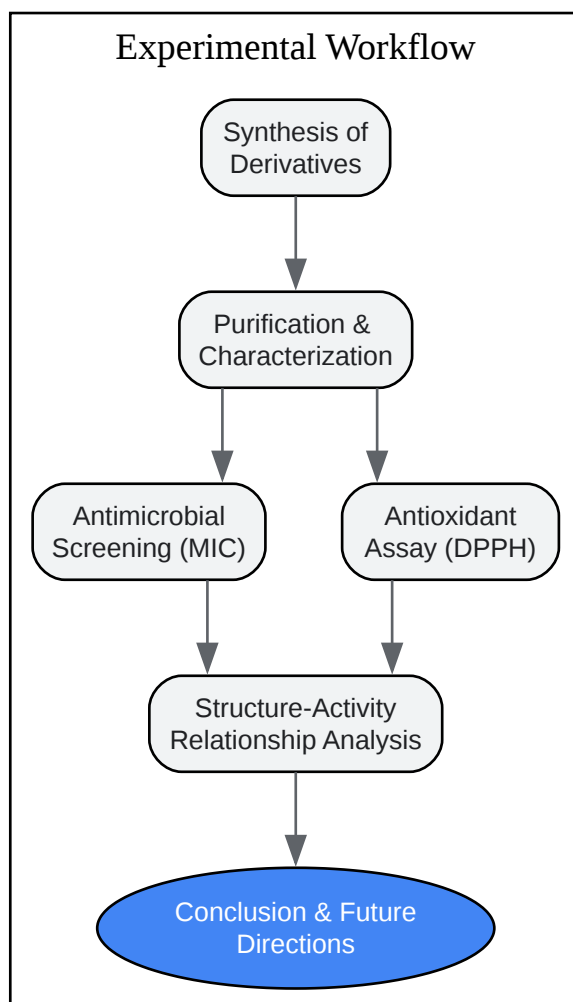 Experimental Workflow
Synthesis of
Derivatives
Purification &
Characterization
Antimicrobial
Screening (MIC)
Antioxidant
Assay (DPPH)
Structure-Activity
Relationship Analysis
Conclusion & Future
Directions